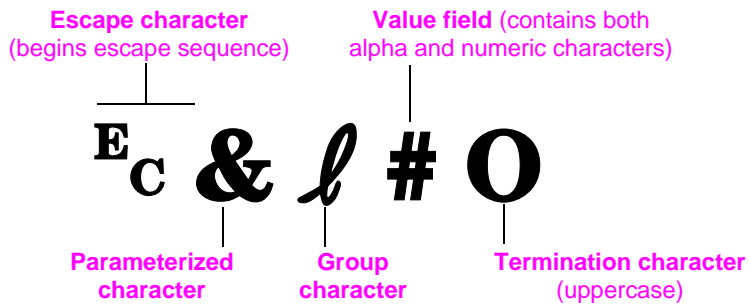 Escape character
(begins escape sequence)
Value field (contains both
alpha and numeric characters)
EC & ℓ # O
Parameterized
character
Group
character
Termination character
(uppercase)